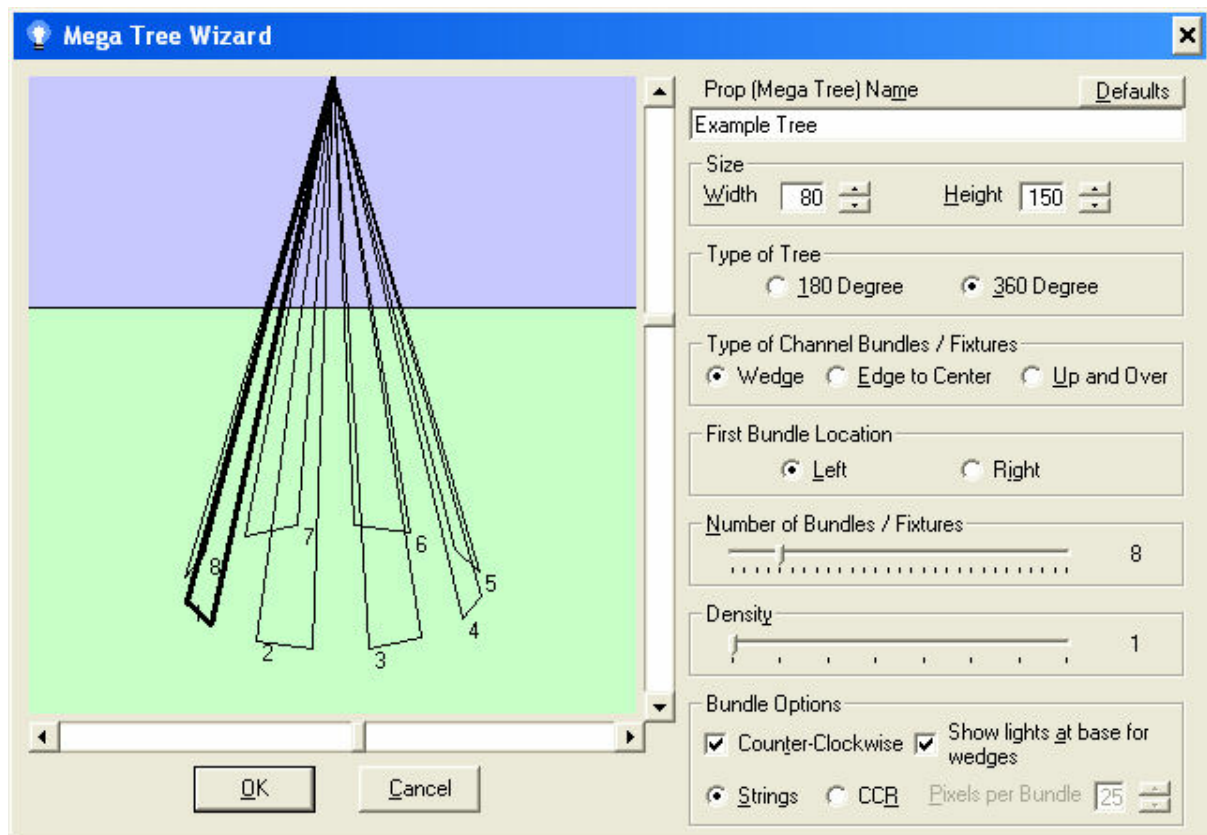 Mega Tree Wizard
Prop (Mega Tree) Name
Defaults
Example Tree
Size
Width 80 Height 150
Type of Tree
180 Degree 360 Degree
Type of Channel Bundles / Fixtures
Wedge Edge to Center Up and Over
First Bundle Location
Left Right
Number of Bundles / Fixtures
8
Density
1
Bundle Options
Counter-Clockwise Show lights at base for
wedges
Strings CCR Pixels per Bundle 25
7
6
8
5
1
4
2
3
OK Cancel